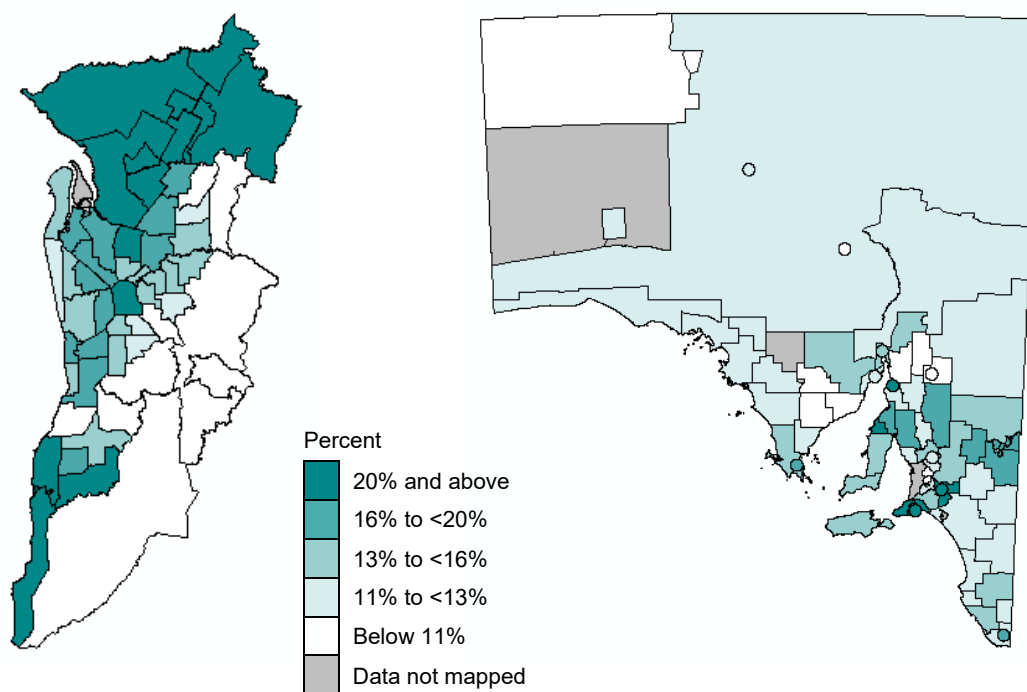 Percent
20% and above
16% to <20%
13% to <16%
11% to <13%
Below 11%
Data not mapped